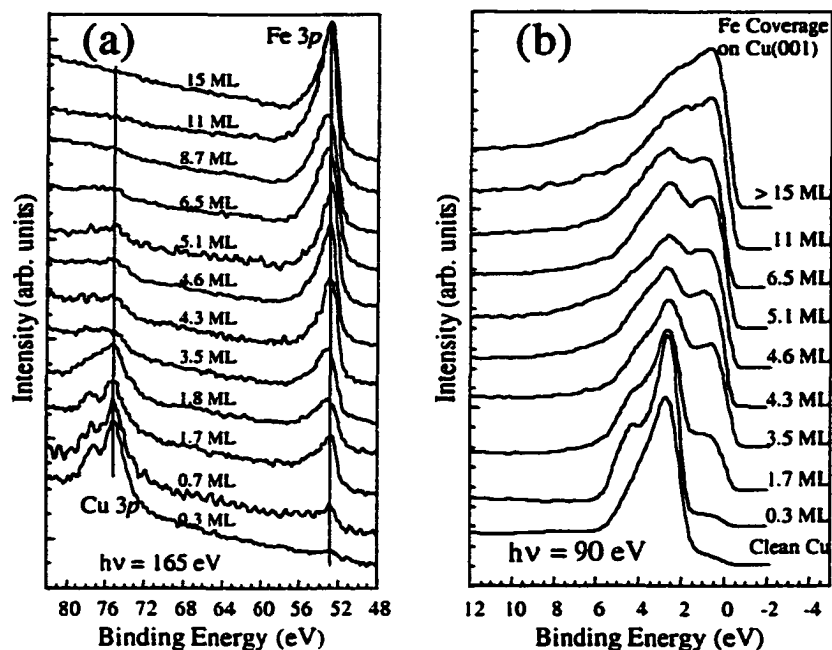 (a)
Fe 3p
15 ML
11 ML
8.7 ML
6.5 ML
5.1 ML
4.6 ML
4.3 ML
3.5 ML
1.8 ML
1.7 ML
0.7 ML
0.3 ML
Cu 3p
hν = 165 eV
Intensity (arb. units)
80 76 72 68 64 60 56 52 48
Binding Energy (eV)
(b)
Fe Coverage
on Cu(001)
> 15 ML
11 ML
6.5 ML
5.1 ML
4.6 ML
4.3 ML
3.5 ML
1.7 ML
0.3 ML
Clean Cu
hν = 90 eV
Intensity (arb. units)
12 10 8 6 4 2 0 -2 -4
Binding Energy (eV)